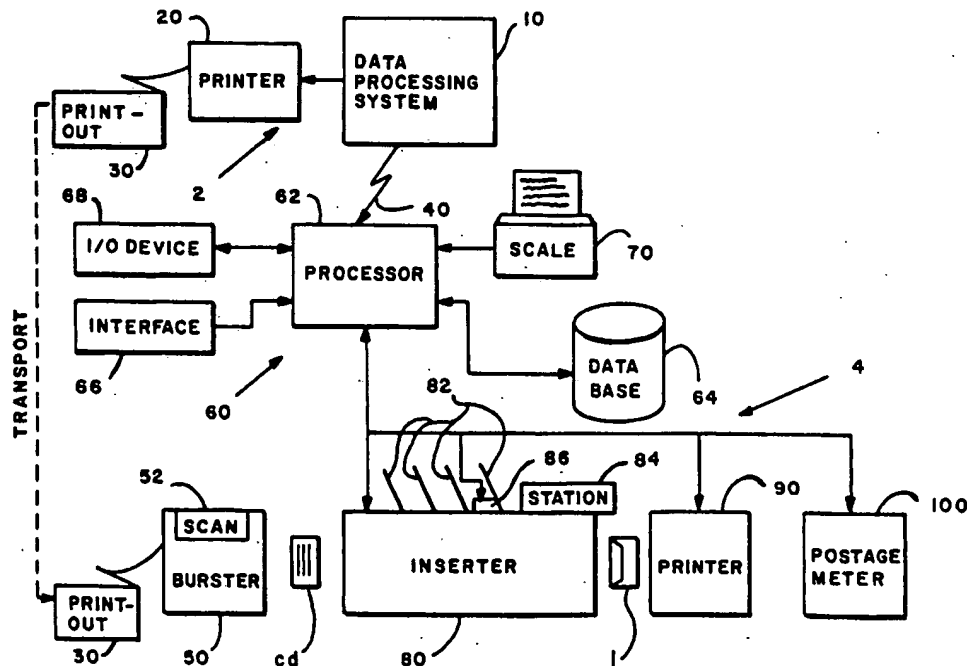 20
10
PRINTER
DATA
PROCESSING
SYSTEM
PRINT-
OUT
30
2
62
40
68
I/O DEVICE
PROCESSOR
SCALE
70
INTERFACE
66
60
TRANSPORT
DATA
BASE
64
4
82
86
84
STATION
52
SCAN
BURSTER
INSERTER
90
PRINTER
100
POSTAGE
METER
PRINT-
OUT
30
50
cd
80
I